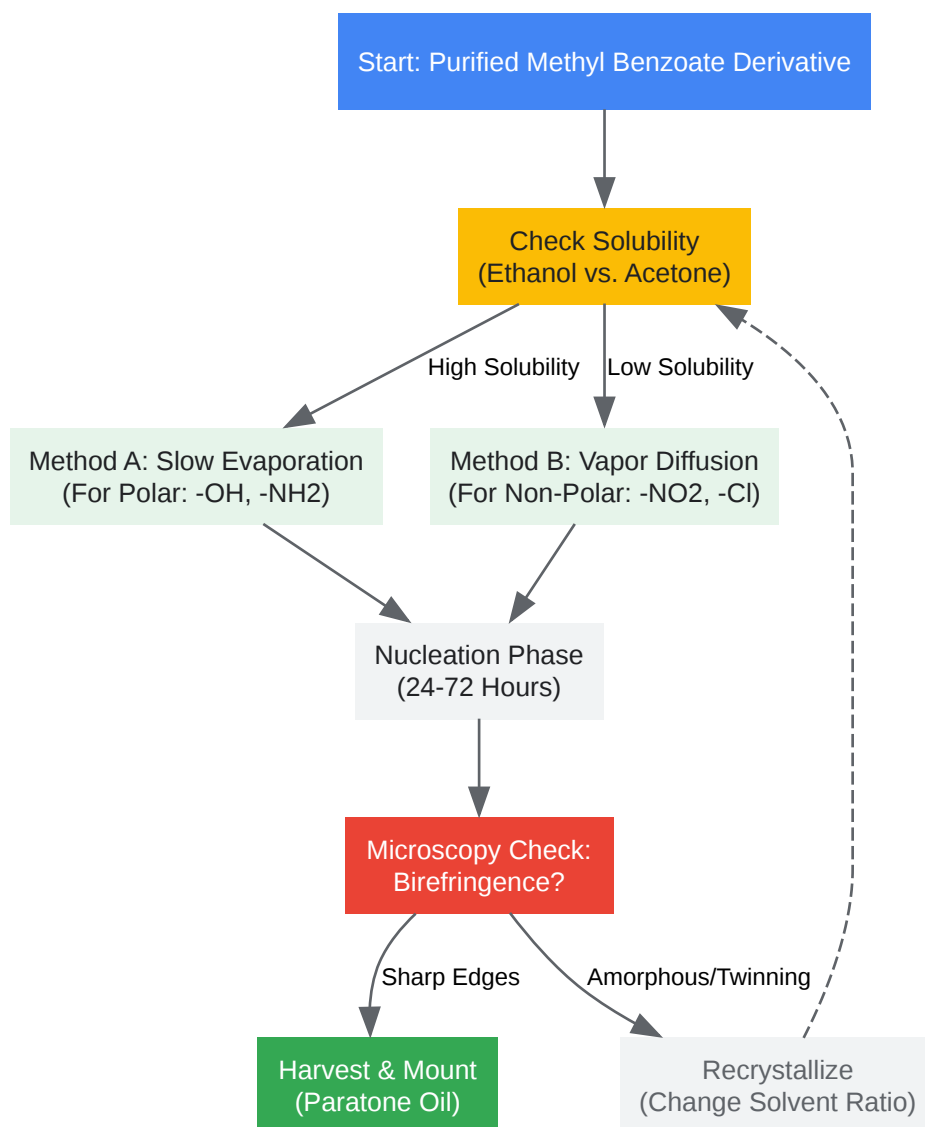 Start: Purified Methyl Benzoate Derivative
Check Solubility
(Ethanol vs. Acetone)
High Solubility
Low Solubility
Method A: Slow Evaporation
(For Polar: -OH, -NH2)
Method B: Vapor Diffusion
(For Non-Polar: -NO2, -Cl)
Nucleation Phase
(24-72 Hours)
Microscopy Check:
Birefringence?
Sharp Edges
Amorphous/Twinning
Harvest & Mount
(Paratone Oil)
Recrystallize
(Change Solvent Ratio)